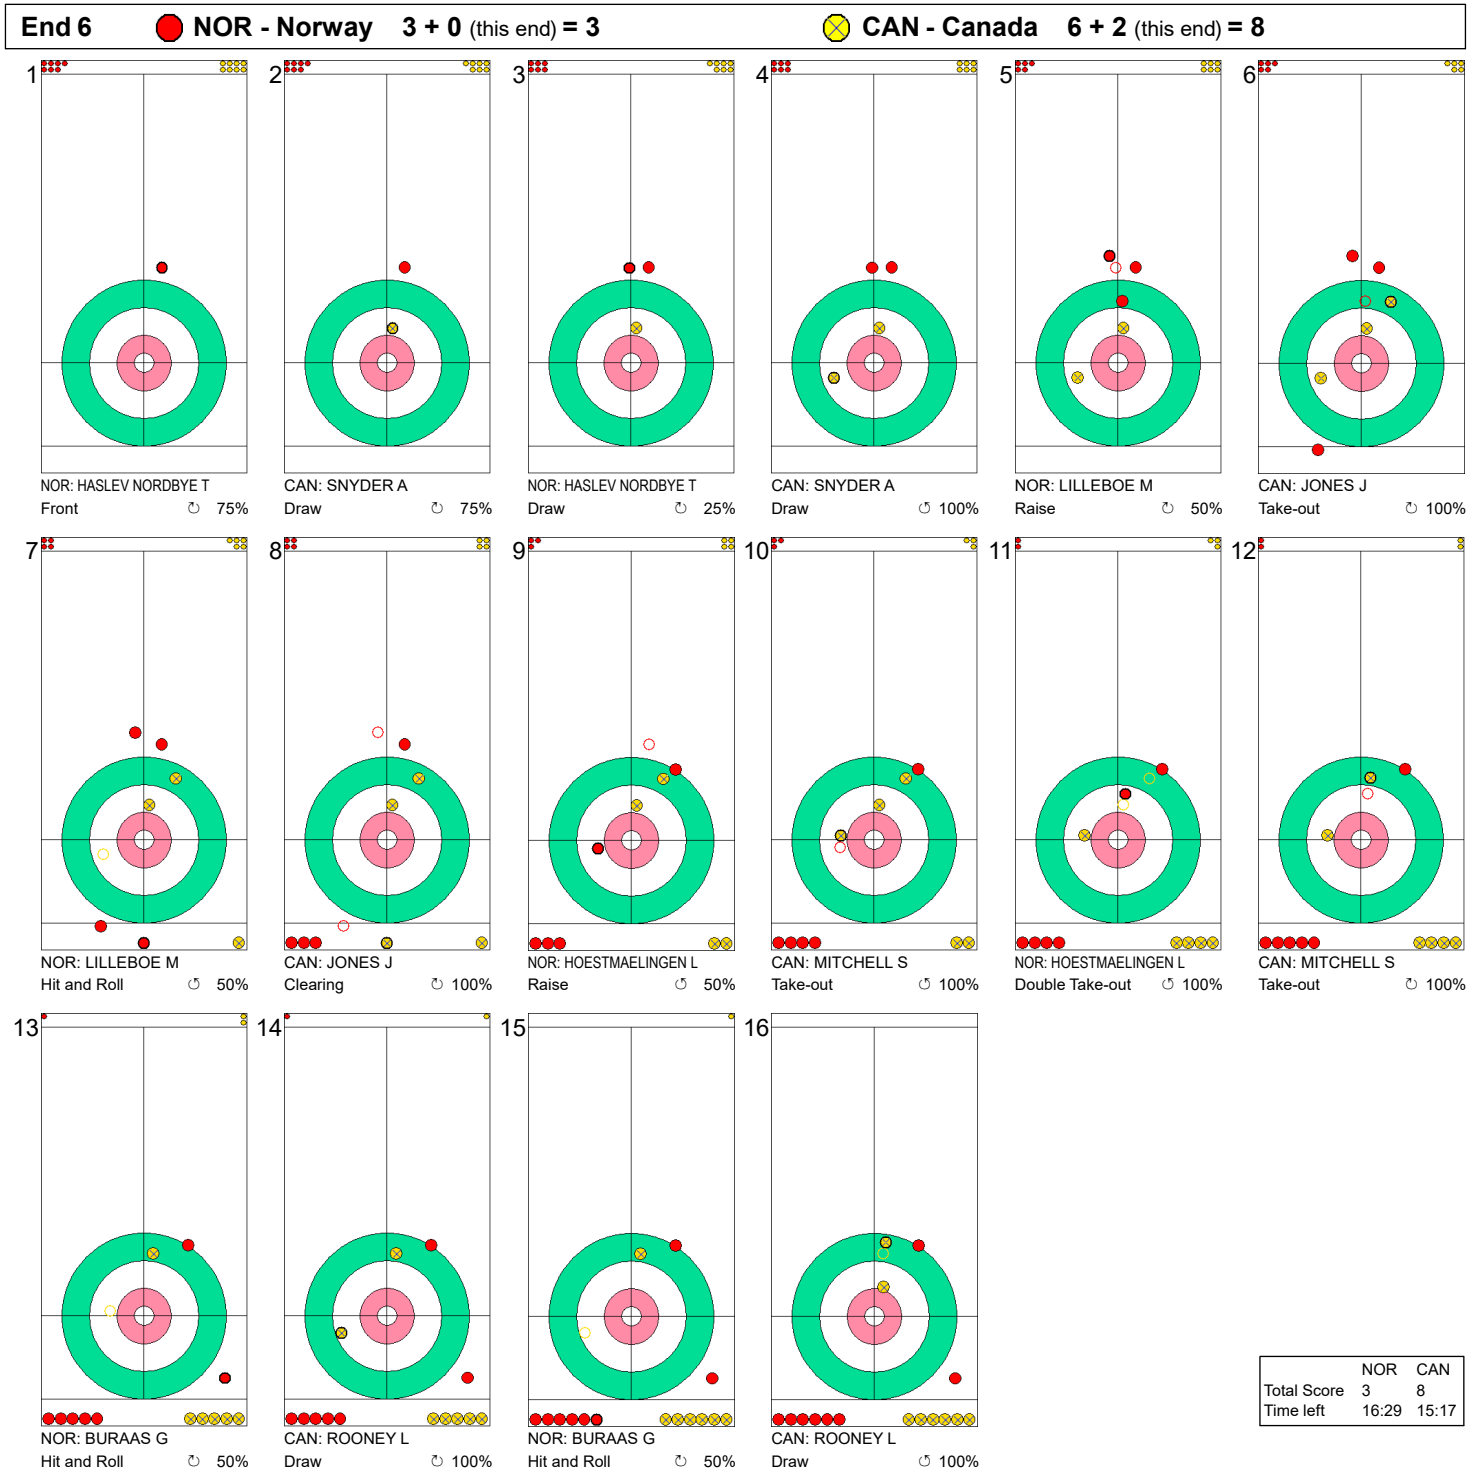 End 6 NOR - Norway 3 + 0 (this end) = 3 CAN - Canada 6 + 2 (this end) = 8
1 2 3 4 5 6
NOR: HASLEV NORDBYE T CAN: SNYDER A NOR: HASLEV NORDBYE T CAN: SNYDER A NOR: LILLEBOE M CAN: JONES J
Front ↻ 75% Draw ↻ 75% Draw ↻ 25% Draw ↺ 100% Raise ↻ 50% Take-out ↻ 100%
7 8 9 10 11 12
NOR: LILLEBOE M CAN: JONES J NOR: HOESTMAELINGEN L CAN: MITCHELL S NOR: HOESTMAELINGEN L CAN: MITCHELL S
Hit and Roll ↺ 50% Clearing ↻ 100% Raise ↺ 50% Take-out ↺ 100% Double Take-out ↺ 100% Take-out ↻ 100%
13 14 15 16
NOR: BURAAS G CAN: ROONEY L NOR: BURAAS G CAN: ROONEY L
Hit and Roll ↻ 50% Draw ↻ 100% Hit and Roll ↻ 50% Draw ↺ 100%
NOR CAN
Total Score 3 8
Time left 16:29 15:17